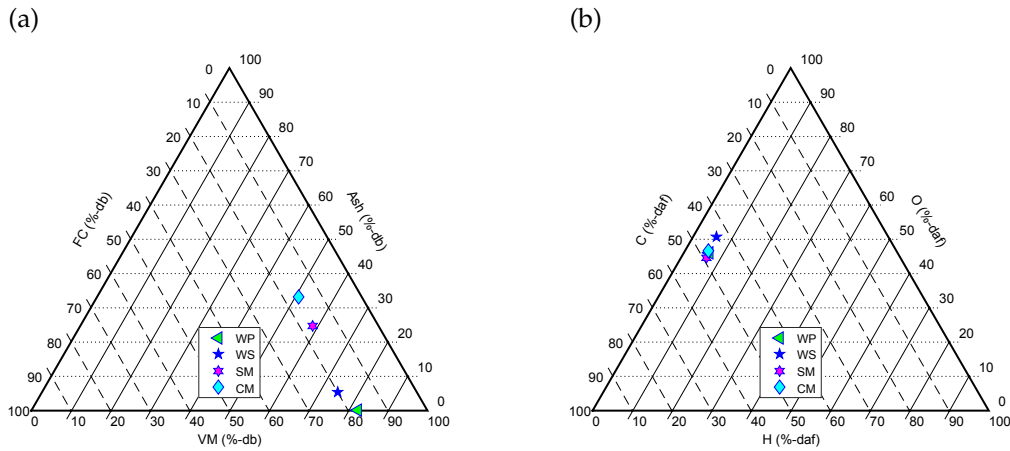 (a)
0 100
10 90
20 80
30 70
40 60
50 50
60 40
70 30
80 20
90 10
100 0
0 10 20 30 40 50 60 70 80 90 100
FC (%-db)
Ash (%-db)
VM (%-db)
WP
WS
SM
CM
(b)
0 100
10 90
20 80
30 70
40 60
50 50
60 40
70 30
80 20
90 10
100 0
0 10 20 30 40 50 60 70 80 90 100
C (%-daf)
O (%-daf)
H (%-daf)
WP
WS
SM
CM